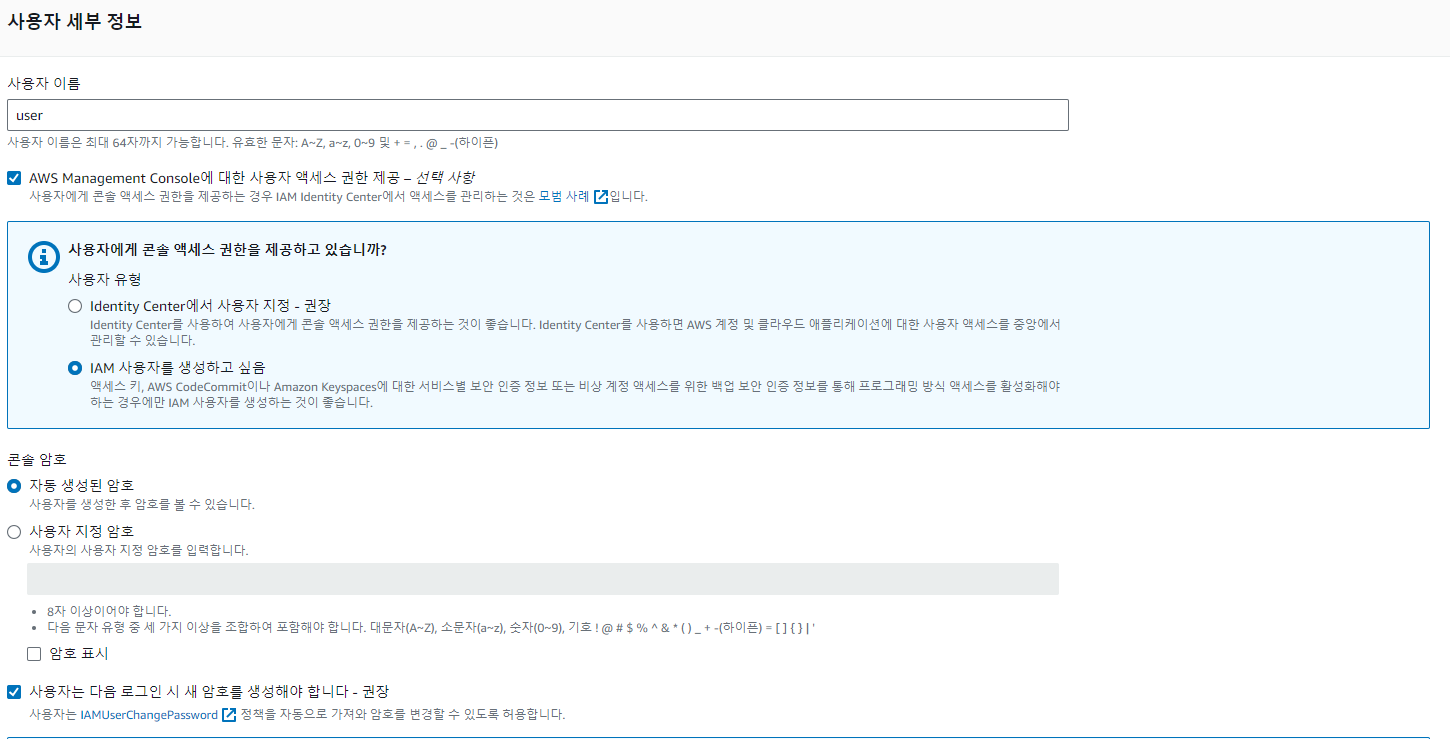 사용자 세부 정보
사용자 이름
user
사용자 이름은 최대 64자까지 가능합니다. 유효한 문자: A~Z, a~z, 0~9 및 + = , . @ _ -(하이픈)
AWS Management Console에 대한 사용자 액세스 권한 제공 – 선택 사항
사용자에게 콘솔 액세스 권한을 제공하는 경우 IAM Identity Center에서 액세스를 관리하는 것은 모범 사례 입니다.
사용자에게 콘솔 액세스 권한을 제공하고 있습니까?
사용자 유형
Identity Center에서 사용자 지정 - 권장
Identity Center를 사용하여 사용자에게 콘솔 액세스 권한을 제공하는 것이 좋습니다. Identity Center를 사용하면 AWS 계정 및 클라우드 애플리케이션에 대한 사용자 액세스를 중앙에서
관리할 수 있습니다.
IAM 사용자를 생성하고 싶음
액세스 키, AWS CodeCommit이나 Amazon Keyspaces에 대한 서비스별 보안 인증 정보 또는 비상 계정 액세스를 위한 백업 보안 인증 정보를 통해 프로그래밍 방식 액세스를 활성화해야
하는 경우에만 IAM 사용자를 생성하는 것이 좋습니다.
콘솔 암호
자동 생성된 암호
사용자를 생성한 후 암호를 볼 수 있습니다.
사용자 지정 암호
사용자의 사용자 지정 암호를 입력합니다.
• 8자 이상이어야 합니다.
• 다음 문자 유형 중 세 가지 이상을 조합하여 포함해야 합니다. 대문자(A~Z), 소문자(a~z), 숫자(0~9), 기호 ! @ # $ % ^ & * ( ) _ + -(하이픈) = [ ] { } | '
암호 표시
사용자는 다음 로그인 시 새 암호를 생성해야 합니다 - 권장
사용자는 IAMUserChangePassword 정책을 자동으로 가져와 암호를 변경할 수 있도록 허용합니다.